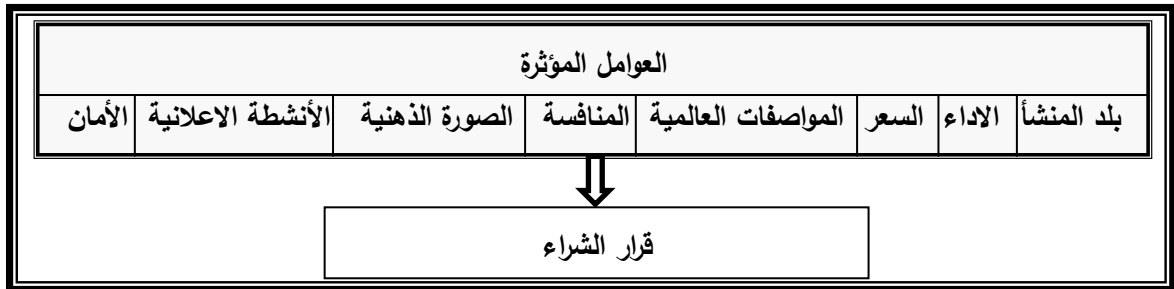 العوامل المؤثرة
بلد المنشأ الاداء السعر المواصفات العالمية المنافسة الصورة الذهنية الأنشطة الاعلانية الأمان
قرار الشراء